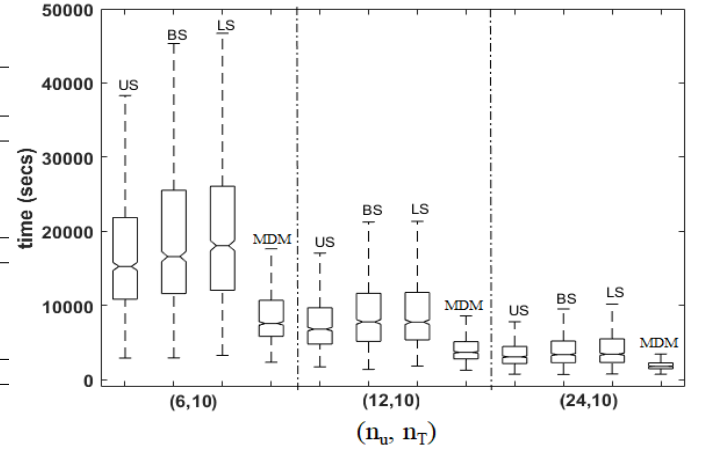 50000
40000
30000
20000
10000
0
time (secs)
US
BS
LS
MDM
US
BS
LS
MDM
US
BS
LS
MDM
(6,10)
(12,10)
(24,10)
(nᵤ, n_T)